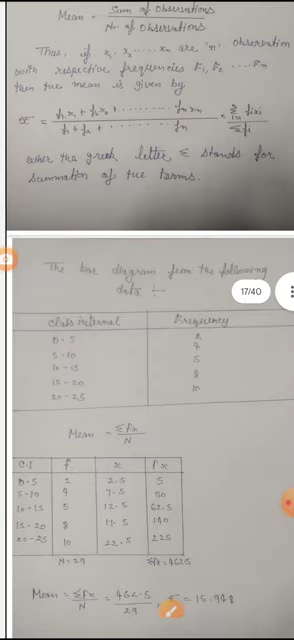 Mean = Sum of Observations
No. of Observations
Thus, if x₁, x₂ ..... xn are 'n' observation
with respective frequencies F₁, F₂ .... Fn
then the mean is given by
x̄ = f₁x₁ + f₂x₂ + ......... fnxn = Σ fixi
f₁ + f₂ + ......... fn Σfi
i=1
the greek letter, Σ stands for
summation of the terms.
The diagram from the following
data :-
17/40
Class interval Frequency
0-5 2
5-10 4
10-15 5
15-20 8
20-25 10
Mean = Σfx
N
C.I f x fx
0-5 2 2.5 5
5-10 4 7.5 30
10-15 5 12.5 62.5
15-20 8 17.5 140
20-25 10 22.5 225
N = 29 Σfx = 462.5
Mean = Σfx = 462.5 , = 15.948
N 29